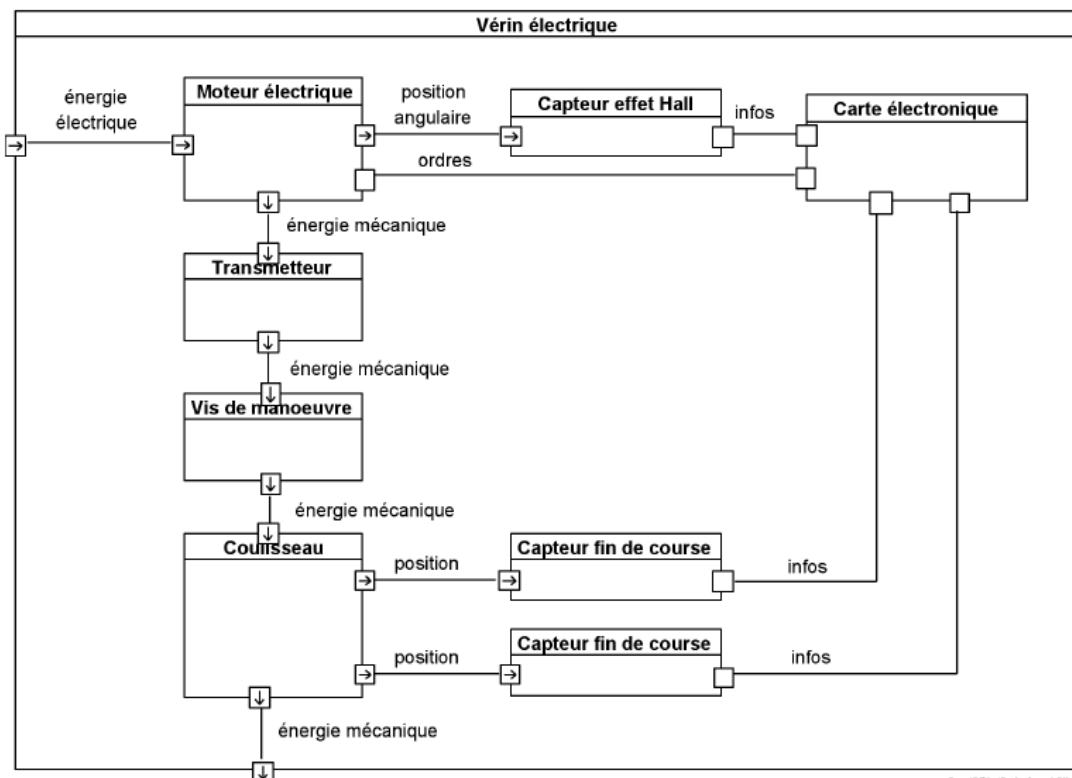 Vérin électrique
énergie
électrique
Moteur électrique
position
angulaire
Capteur effet Hall
infos
Carte électronique
ordres
énergie mécanique
Transmetteur
énergie mécanique
Vis de manoeuvre
énergie mécanique
Coulisseau
position
Capteur fin de course
infos
position
Capteur fin de course
infos
énergie mécanique